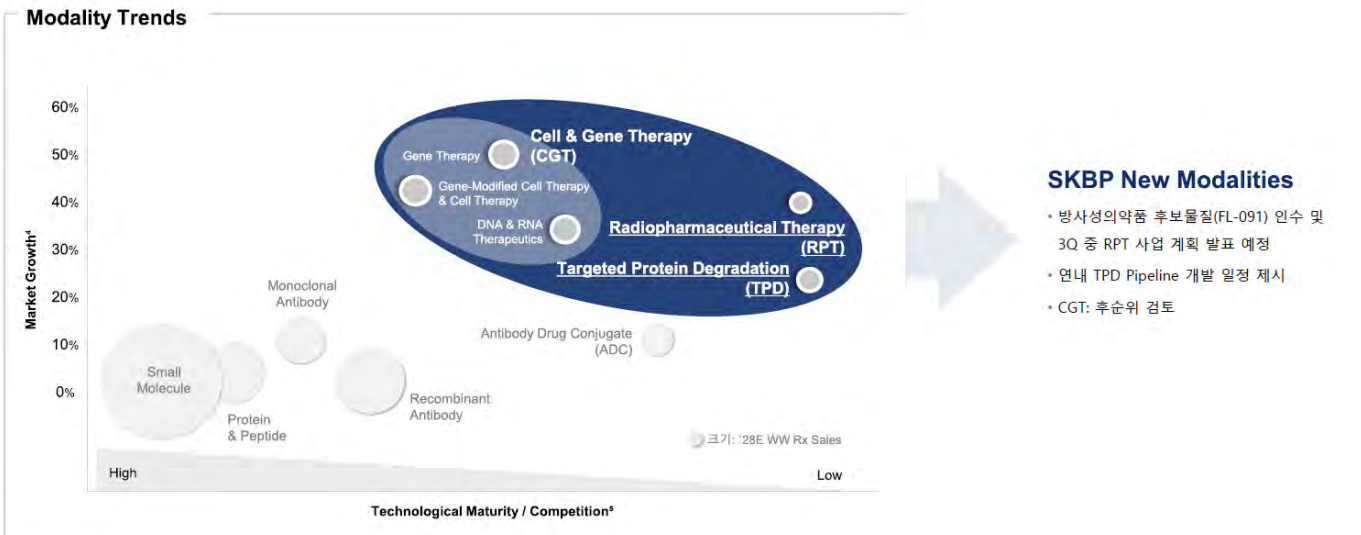 Modality Trends
60%
50%
40%
30%
20%
10%
0%
Market Growth⁴
Cell & Gene Therapy
(CGT)
Gene Therapy
Gene-Modified Cell Therapy
& Cell Therapy
DNA & RNA
Therapeutics
Radiopharmaceutical Therapy
(RPT)
Targeted Protein Degradation
(TPD)
Monoclonal
Antibody
Antibody Drug Conjugate
(ADC)
Small
Molecule
Protein
& Peptide
Recombinant
Antibody
크기: '28E WW Rx Sales
High
Low
Technological Maturity / Competition⁵
SKBP New Modalities
• 방사성의약품 후보물질(FL-091) 인수 및
3Q 중 RPT 사업 계획 발표 예정
• 연내 TPD Pipeline 개발 일정 제시
• CGT: 후순위 검토